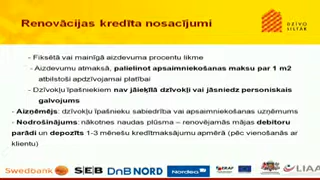 Renovācijas kredīta nosacījumi
DZĪVO
SILTĀK
- Fiksētā vai mainīgā aizdevuma procentu likme
- Aizdevumu atmaksā, palielinot apsaimniekošanas maksu par 1 m2
atbilstoši apdzīvojamai platībai
- Dzīvokļu īpašniekiem nav jāieķīlā dzīvokļi vai jāsniedz personiskais
galvojums
- Aizņēmējs: dzīvokļu īpašnieku sabiedrība vai apsaimniekošanas uzņēmums
- Nodrošinājums: nākotnes naudas plūsma – renovējamās mājas debitoru
parādi un depozīts 1-3 mēnešu kredītmaksājumu apmērā (pēc vienošanās ar
klientu)
Swedbank SEB DnB NORD Nordea ERAF LIAA